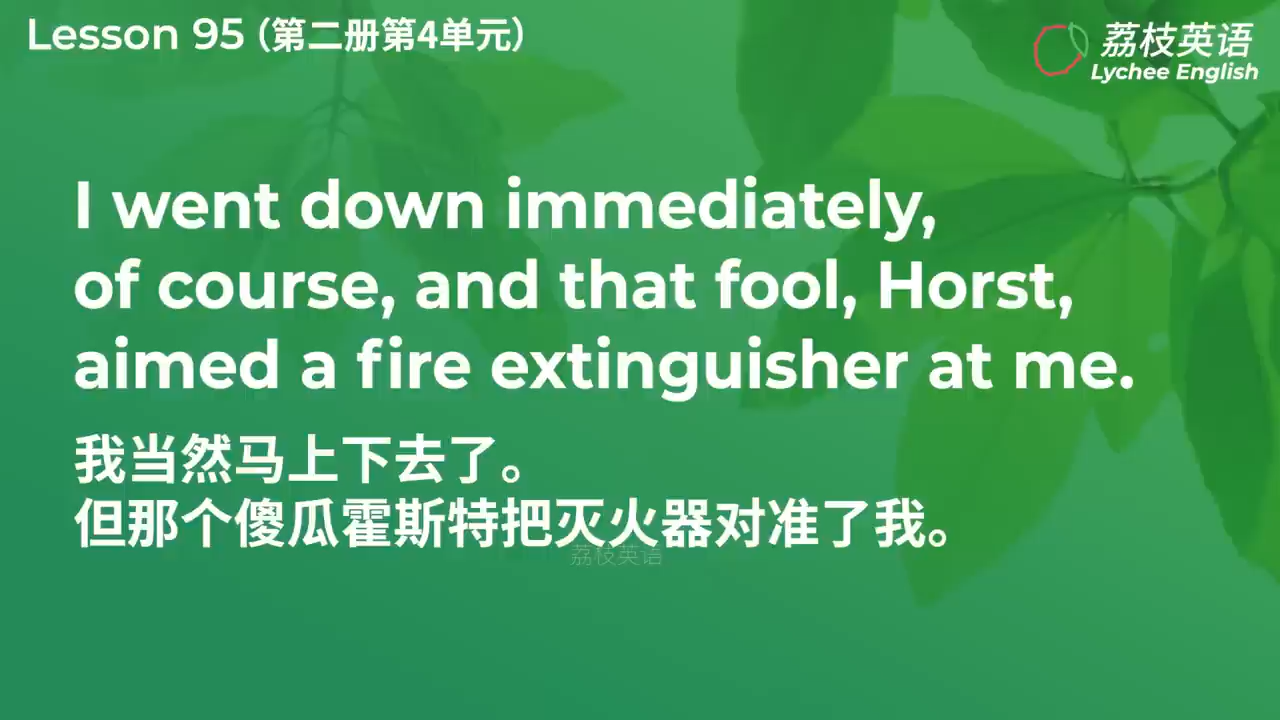 Lesson 95（第二册第4单元）
荔枝英语
Lychee English
I went down immediately,
of course, and that fool, Horst,
aimed a fire extinguisher at me.
我当然马上下去了。
但那个傻瓜霍斯特把灭火器对准了我。
荔枝英语